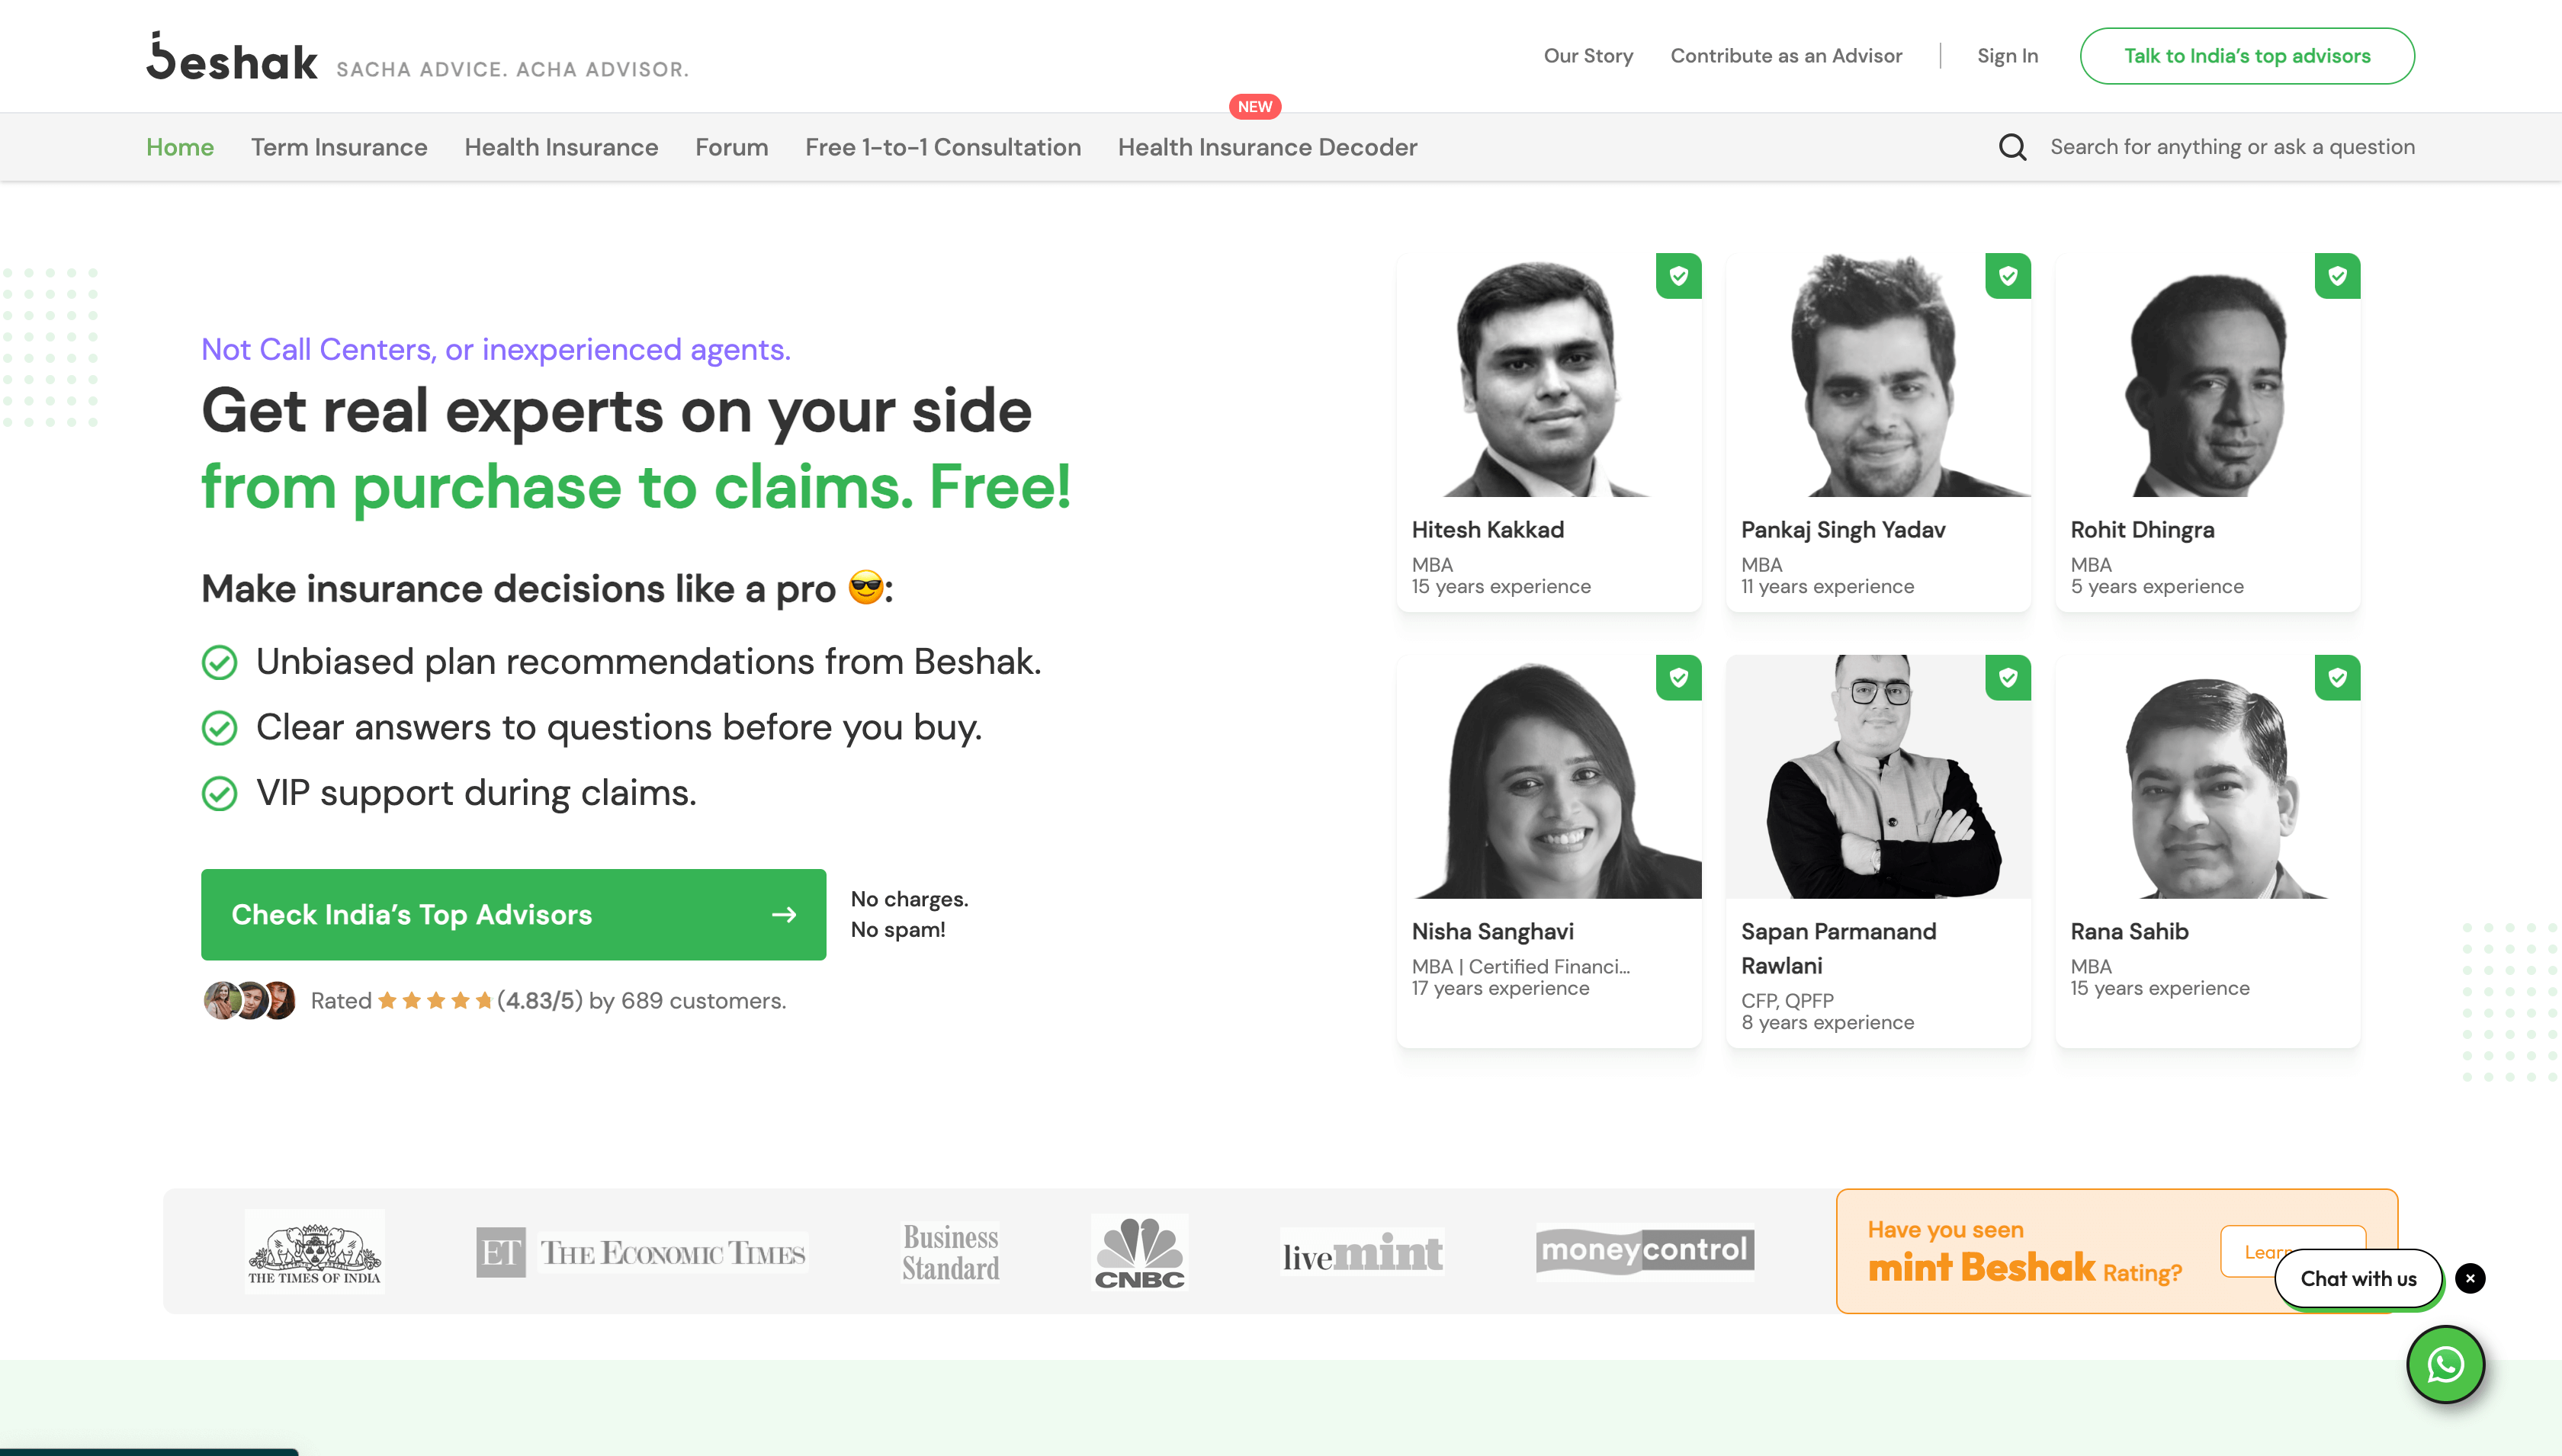 beshak SACHA ADVICE. ACHA ADVISOR.
Our Story
Contribute as an Advisor
Sign In
Talk to India's top advisors
NEW
Home
Term Insurance
Health Insurance
Forum
Free 1-to-1 Consultation
Health Insurance Decoder
Search for anything or ask a question
Not Call Centers, or inexperienced agents.
Get real experts on your side
from purchase to claims. Free!
Make insurance decisions like a pro 😎:
Unbiased plan recommendations from Beshak.
Clear answers to questions before you buy.
VIP support during claims.
Check India's Top Advisors
No charges.
No spam!
Rated (4.83/5) by 689 customers.
Hitesh Kakkad
MBA
15 years experience
Pankaj Singh Yadav
MBA
11 years experience
Rohit Dhingra
MBA
5 years experience
Nisha Sanghavi
MBA | Certified Financi...
17 years experience
Sapan Parmanand
Rawlani
CFP, QPFP
8 years experience
Rana Sahib
MBA
15 years experience
THE TIMES OF INDIA
ET THE ECONOMIC TIMES
Business
Standard
CNBC
livemint
moneycontrol
Have you seen
mint Beshak Rating?
Chat with us